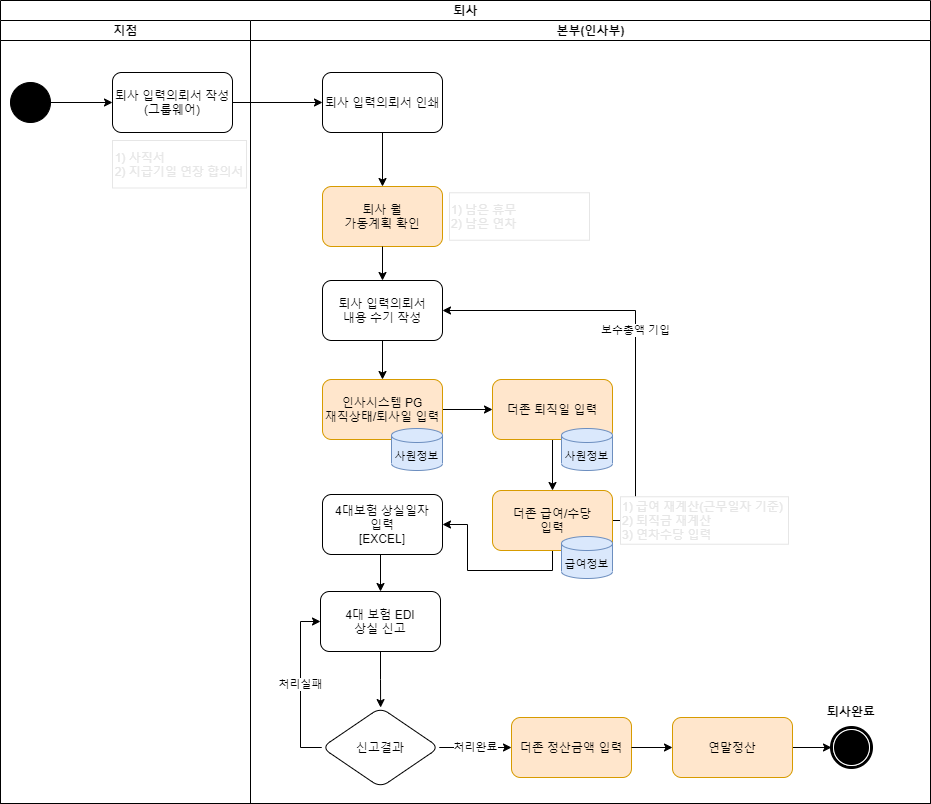 퇴사
지점
본부(인사부)
퇴사 입력의뢰서 작성
(그룹웨어)
퇴사 입력의뢰서 인쇄
1) 사직서
2) 지급기일 연장 합의서
퇴사 월
가동계획 확인
1) 남은 휴무
2) 남은 연차
퇴사 입력의뢰서
내용 수기 작성
보수총액 기입
인사시스템 PG
재직상태/퇴사일 입력
사원정보
더존 퇴직일 입력
사원정보
4대보험 상실일자
입력
[EXCEL]
더존 급여/수당
입력
급여정보
1) 급여 재계산(근무일자 기준)
2) 퇴직금 재계산
3) 연차수당 입력
4대 보험 EDI
상실 신고
처리실패
신고결과
처리완료
더존 정산금액 입력
연말정산
퇴사완료